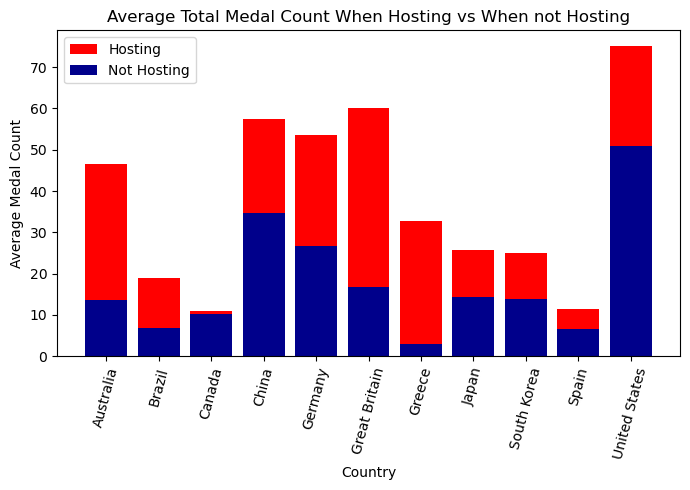 Average Total Medal Count When Hosting vs When not Hosting
Hosting
Not Hosting
Average Medal Count
70
60
50
40
30
20
10
0
Australia
Brazil
Canada
China
Germany
Great Britain
Greece
Japan
South Korea
Spain
United States
Country